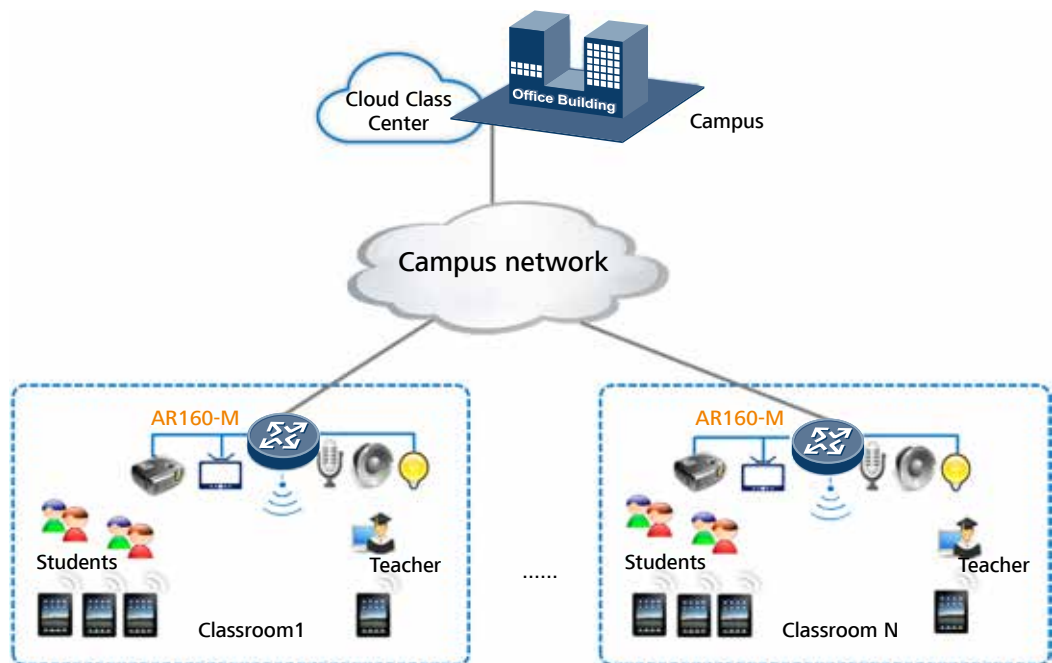 Cloud Class
Center
Office Building
Campus
Campus network
AR160-M
AR160-M
Students
Teacher
......
Students
Teacher
Classroom1
Classroom N